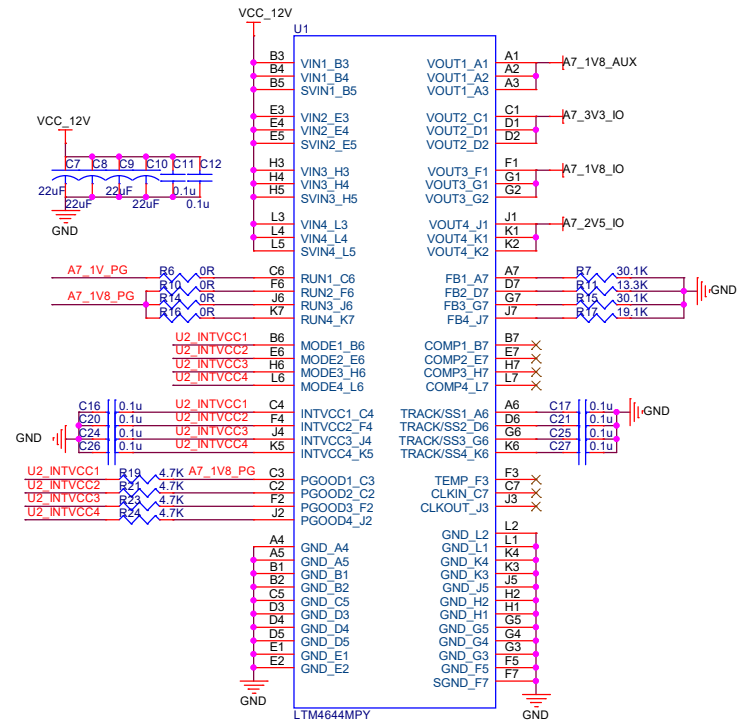 VCC_12V
U1
B3 VIN1_B3 VOUT1_A1 A1 A7_1V8_AUX
B4 VIN1_B4 VOUT1_A2 A2
B5 SVIN1_B5 VOUT1_A3 A3
E3 VIN2_E3 VOUT2_C1 C1 A7_3V3_IO
E4 VIN2_E4 VOUT2_D1 D1
E5 SVIN2_E5 VOUT2_D2 D2
VCC_12V
C7 C8 C9 C10 C11 C12
22uF 22uF 22uF 0.1u
22uF 22uF 0.1u
GND
H3 VIN3_H3 VOUT3_F1 F1 A7_1V8_IO
H4 VIN3_H4 VOUT3_G1 G1
H5 SVIN3_H5 VOUT3_G2 G2
L3 VIN4_L3 VOUT4_J1 J1 A7_2V5_IO
L4 VIN4_L4 VOUT4_K1 K1
L5 SVIN4_L5 VOUT4_K2 K2
A7_1V_PG R6 0R C6 RUN1_C6 FB1_A7 A7 R7 30.1K
R10 0R F6 RUN2_F6 FB2_D7 D7 R11 13.3K GND
A7_1V8_PG R14 0R J6 RUN3_J6 FB3_G7 G7 R15 30.1K
R16 0R K7 RUN4_K7 FB4_J7 J7 R17 19.1K
U2_INTVCC1 B6 MODE1_B6 COMP1_B7 B7
U2_INTVCC2 E6 MODE2_E6 COMP2_E7 E7
U2_INTVCC3 H6 MODE3_H6 COMP3_H7 H7
U2_INTVCC4 L6 MODE4_L6 COMP4_L7 L7
C16 0.1u U2_INTVCC1 C4 INTVCC1_C4 TRACK/SS1_A6 A6 C17 0.1u GND
C20 0.1u U2_INTVCC2 F4 INTVCC2_F4 TRACK/SS2_D6 D6 C21 0.1u
GND C24 0.1u U2_INTVCC3 J4 INTVCC3_J4 TRACK/SS3_G6 G6 C25 0.1u
C26 0.1u U2_INTVCC4 K5 INTVCC4_K5 TRACK/SS4_K6 K6 C27 0.1u
U2_INTVCC1 R19 4.7K A7_1V8_PG C3 PGOOD1_C3 TEMP_F3 F3
U2_INTVCC2 R21 4.7K C2 PGOOD2_C2 CLKIN_C7 C7
U2_INTVCC3 R23 4.7K F2 PGOOD3_F2 CLKOUT_J3 J3
U2_INTVCC4 R24 4.7K J2 PGOOD4_J2
GND_L2 L2
A4 GND_A4 GND_L1 L1
A5 GND_A5 GND_K4 K4
B1 GND_B1 GND_K3 K3
B2 GND_B2 GND_J5 J5
C5 GND_C5 GND_H2 H2
D3 GND_D3 GND_H1 H1
D4 GND_D4 GND_G5 G5
D5 GND_D5 GND_G4 G4
E1 GND_E1 GND_G3 G3
E2 GND_E2 GND_F5 F5
SGND_F7 F7
GND
GND
LTM4644MPY